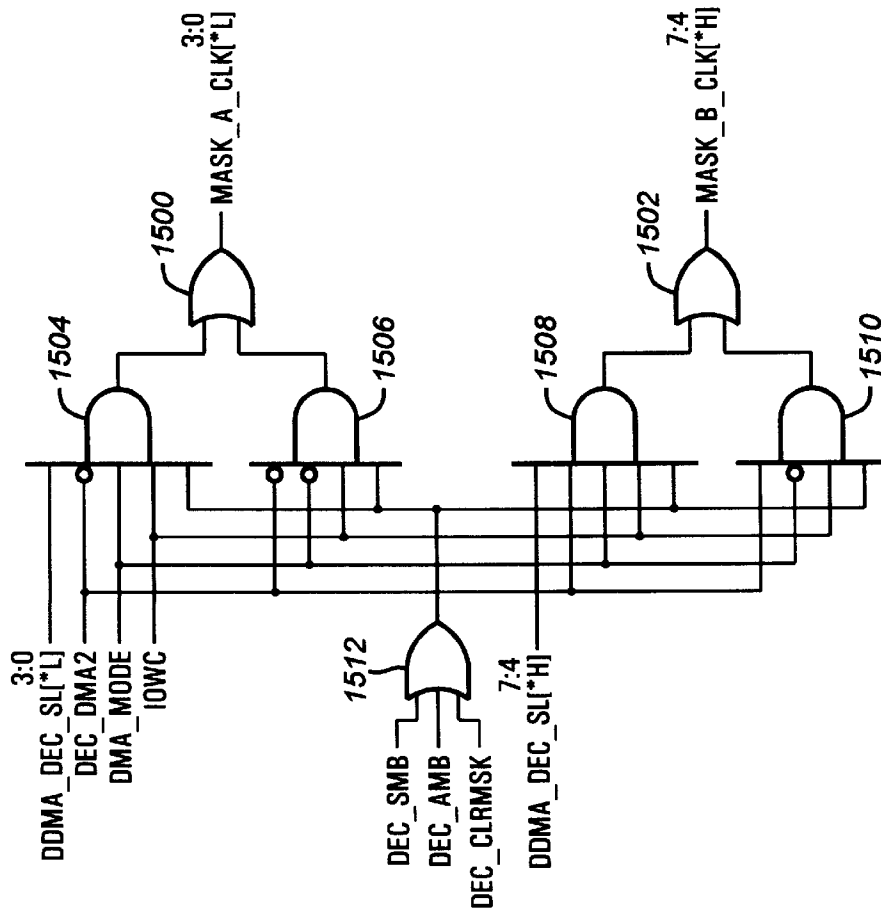 3:0
DDMA_DEC_SL[*L]
DEC_DMA2
DMA_MODE
IOWC
1504
1500
3:0
MASK_A_CLK[*L]
1506
1512
DEC_SMB
DEC_AMB
DEC_CLRMSK
7:4
DDMA_DEC_SL[*H]
1508
1502
7:4
MASK_B_CLK[*H]
1510